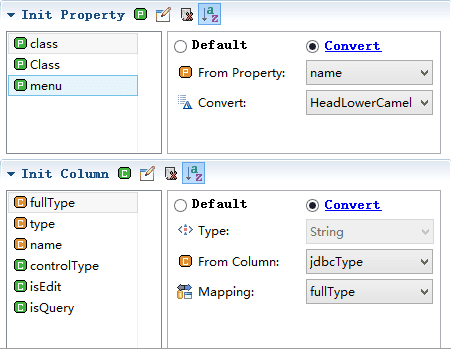 Init Property
class
Class
menu
Default
Convert
From Property:
name
Convert:
HeadLowerCamel
Init Column
fullType
type
name
controlType
isEdit
isQuery
Default
Convert
Type:
String
From Column:
jdbcType
Mapping:
fullType